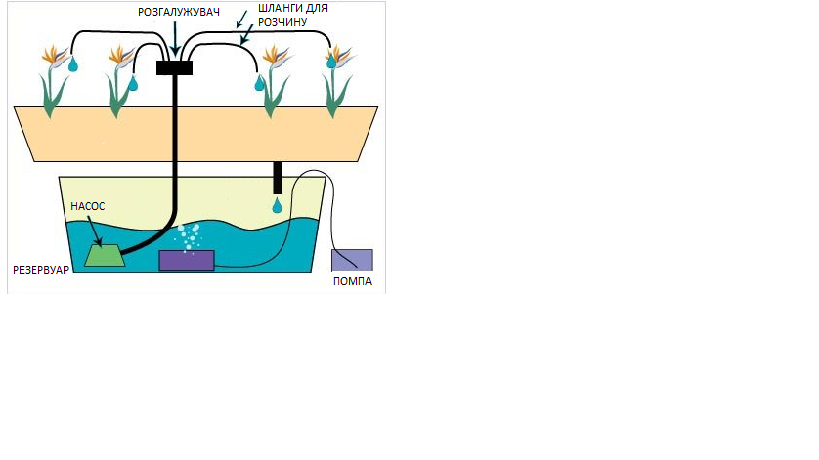 РОЗГАЛУЖУВАЧ
ШЛАНГИ ДЛЯ
РОЗЧИНУ
НАСОС
РЕЗЕРВУАР
ПОМПА